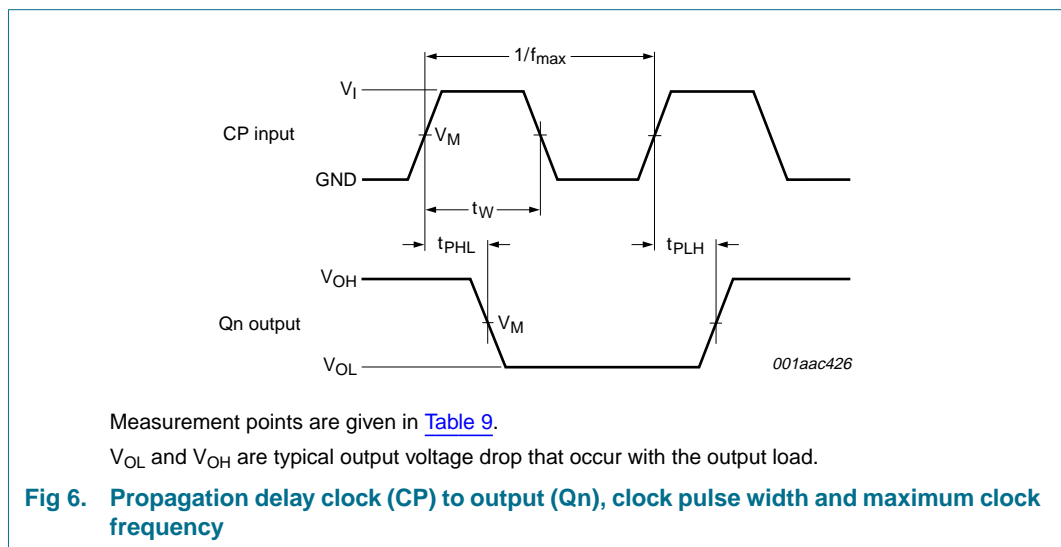 1/fmax
VI
CP input
VM
GND
tW
tPHL
tPLH
VOH
Qn output
VM
VOL
001aac426
Measurement points are given in Table 9.
VOL and VOH are typical output voltage drop that occur with the output load.
Fig 6. Propagation delay clock (CP) to output (Qn), clock pulse width and maximum clock
frequency